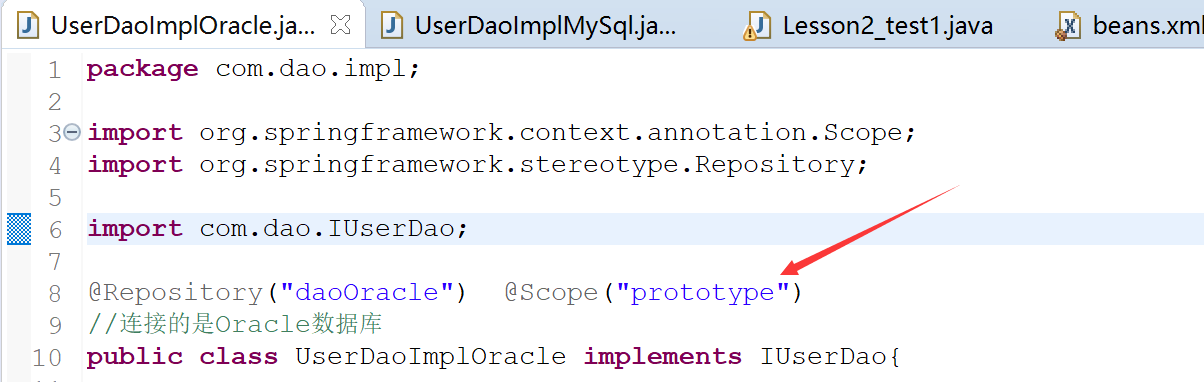 UserDaoImplOracle.ja... UserDaoImplMySql.ja... Lesson2_test1.java beans.xml
1 package com.dao.impl;
2
3 import org.springframework.context.annotation.Scope;
4 import org.springframework.stereotype.Repository;
5
6 import com.dao.IUserDao;
7
8 @Repository("daoOracle") @Scope("prototype")
9 //连接的是Oracle数据库
10 public class UserDaoImplOracle implements IUserDao{